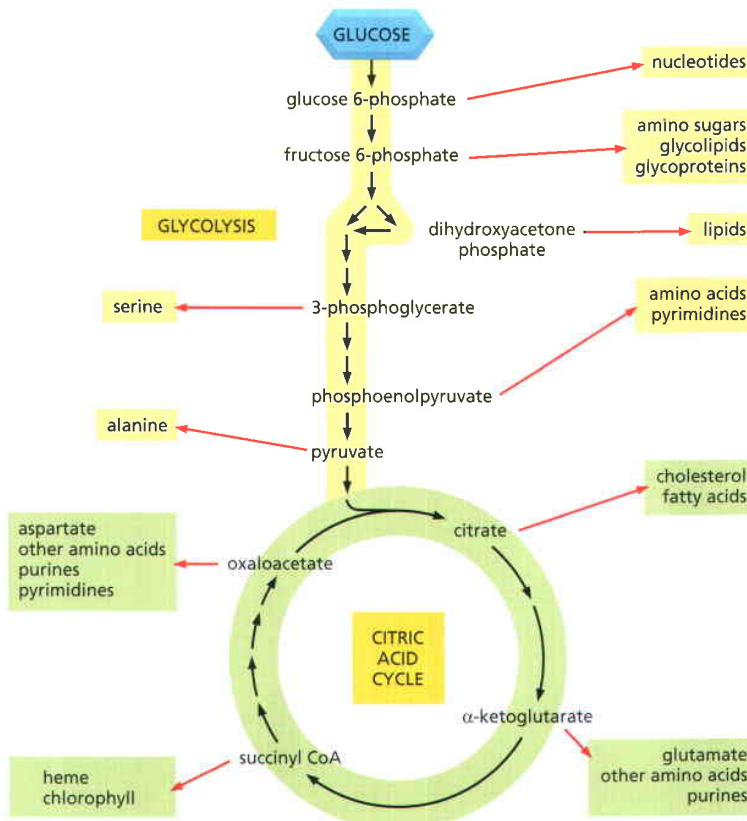 GLUCOSE
nucleotides
glucose 6-phosphate
amino sugars
glycolipids
glycoproteins
fructose 6-phosphate
GLYCOLYSIS
dihydroxyacetone
phosphate
lipids
serine
3-phosphoglycerate
amino acids
pyrimidines
phosphoenolpyruvate
alanine
pyruvate
cholesterol
fatty acids
citrate
aspartate
other amino acids
purines
pyrimidines
oxaloacetate
CITRIC
ACID
CYCLE
α-ketoglutarate
succinyl CoA
heme
chlorophyll
glutamate
other amino acids
purines